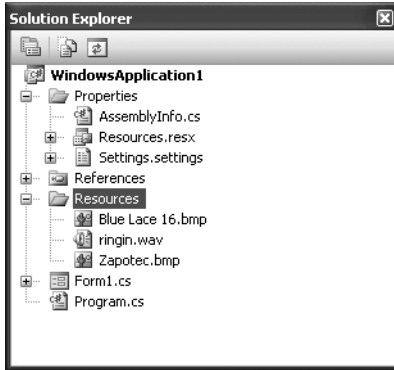 Solution Explorer
WindowsApplication1
Properties
AssemblyInfo.cs
Resources.resx
Settings.settings
References
Resources
Blue Lace 16.bmp
ringin.wav
Zapotec.bmp
Form1.cs
Program.cs